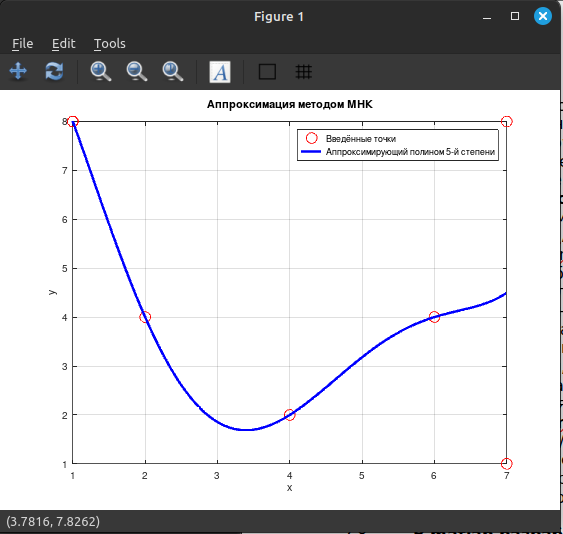 Figure 1
File Edit Tools
A
Аппроксимация методом МНК
Введённые точки
Аппроксимирующий полином 5-й степени
8
7
6
5
4
3
2
1
y
1 2 3 4 5 6 7
x
(3.7816, 7.8262)